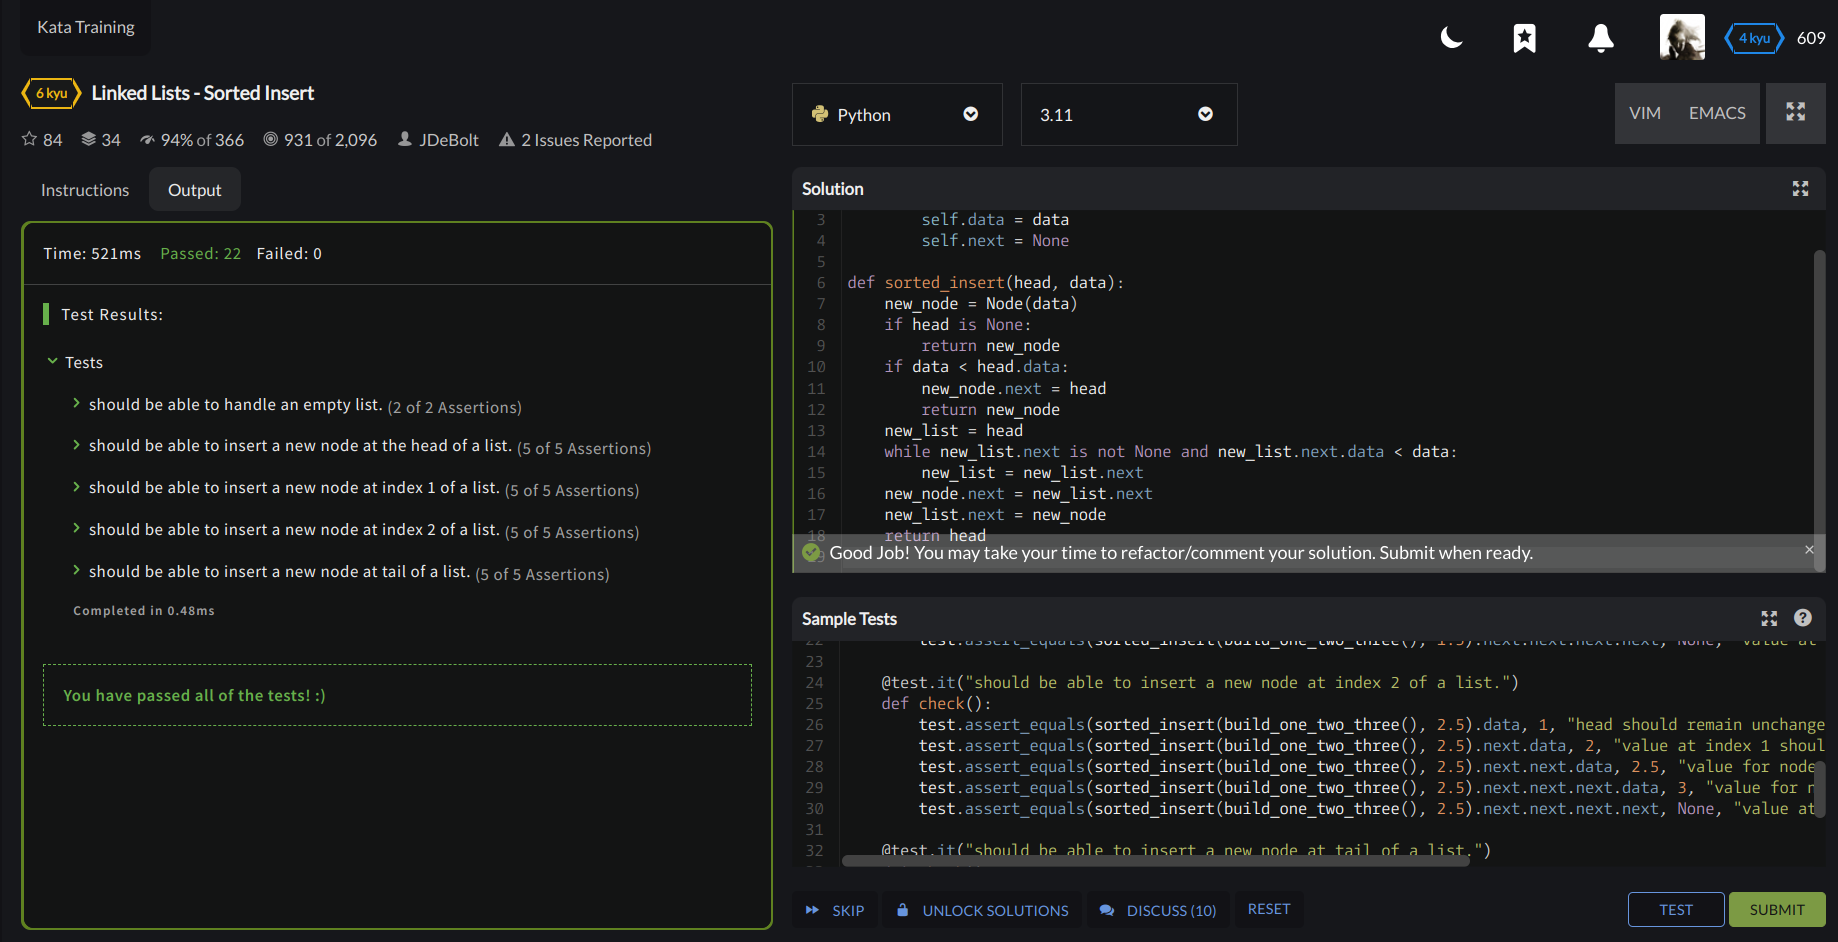 Kata Training
4 kyu 609
6 kyu Linked Lists - Sorted Insert
84 34 94% of 366 931 of 2,096 JDeBolt 2 Issues Reported
Python 3.11 VIM EMACS
Instructions Output
Time: 521ms Passed: 22 Failed: 0
Test Results:
Tests
should be able to handle an empty list. (2 of 2 Assertions)
should be able to insert a new node at the head of a list. (5 of 5 Assertions)
should be able to insert a new node at index 1 of a list. (5 of 5 Assertions)
should be able to insert a new node at index 2 of a list. (5 of 5 Assertions)
should be able to insert a new node at tail of a list. (5 of 5 Assertions)
Completed in 0.48ms
You have passed all of the tests! :)
Solution
3 self.data = data
4 self.next = None
5
6 def sorted_insert(head, data):
7 new_node = Node(data)
8 if head is None:
9 return new_node
10 if data < head.data:
11 new_node.next = head
12 return new_node
13 new_list = head
14 while new_list.next is not None and new_list.next.data < data:
15 new_list = new_list.next
16 new_node.next = new_list.next
17 new_list.next = new_node
18 return head
Good Job! You may take your time to refactor/comment your solution. Submit when ready.
Sample Tests
22 test.assert_equals(sorted_insert(build_one_two_three(), 1.5).next.next.next.next, None, "value at
23
24 @test.it("should be able to insert a new node at index 2 of a list.")
25 def check():
26 test.assert_equals(sorted_insert(build_one_two_three(), 2.5).data, 1, "head should remain unchange
27 test.assert_equals(sorted_insert(build_one_two_three(), 2.5).next.data, 2, "value at index 1 shoul
28 test.assert_equals(sorted_insert(build_one_two_three(), 2.5).next.next.data, 2.5, "value for node
29 test.assert_equals(sorted_insert(build_one_two_three(), 2.5).next.next.next.data, 3, "value for n
30 test.assert_equals(sorted_insert(build_one_two_three(), 2.5).next.next.next.next, None, "value at
31
32 @test.it("should be able to insert a new node at tail of a list.")
SKIP UNLOCK SOLUTIONS DISCUSS (10) RESET TEST SUBMIT